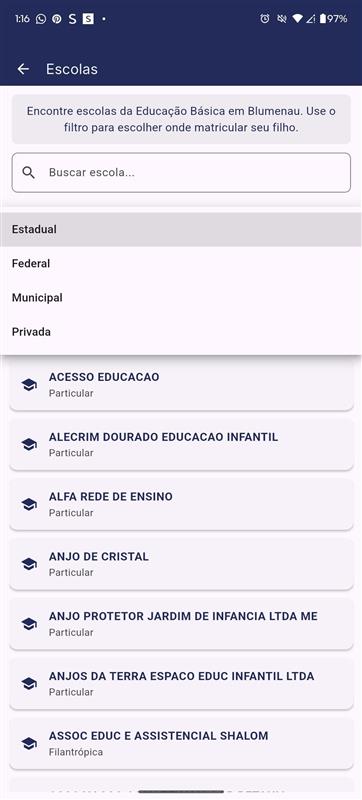 1:16
97%
Escolas
Encontre escolas da Educação Básica em Blumenau. Use o
filtro para escolher onde matricular seu filho.
Buscar escola...
Estadual
Federal
Municipal
Privada
ACESSO EDUCACAO
Particular
ALECRIM DOURADO EDUCACAO INFANTIL
Particular
ALFA REDE DE ENSINO
Particular
ANJO DE CRISTAL
Particular
ANJO PROTETOR JARDIM DE INFANCIA LTDA ME
Particular
ANJOS DA TERRA ESPACO EDUC INFANTIL LTDA
Particular
ASSOC EDUC E ASSISTENCIAL SHALOM
Filantrópica